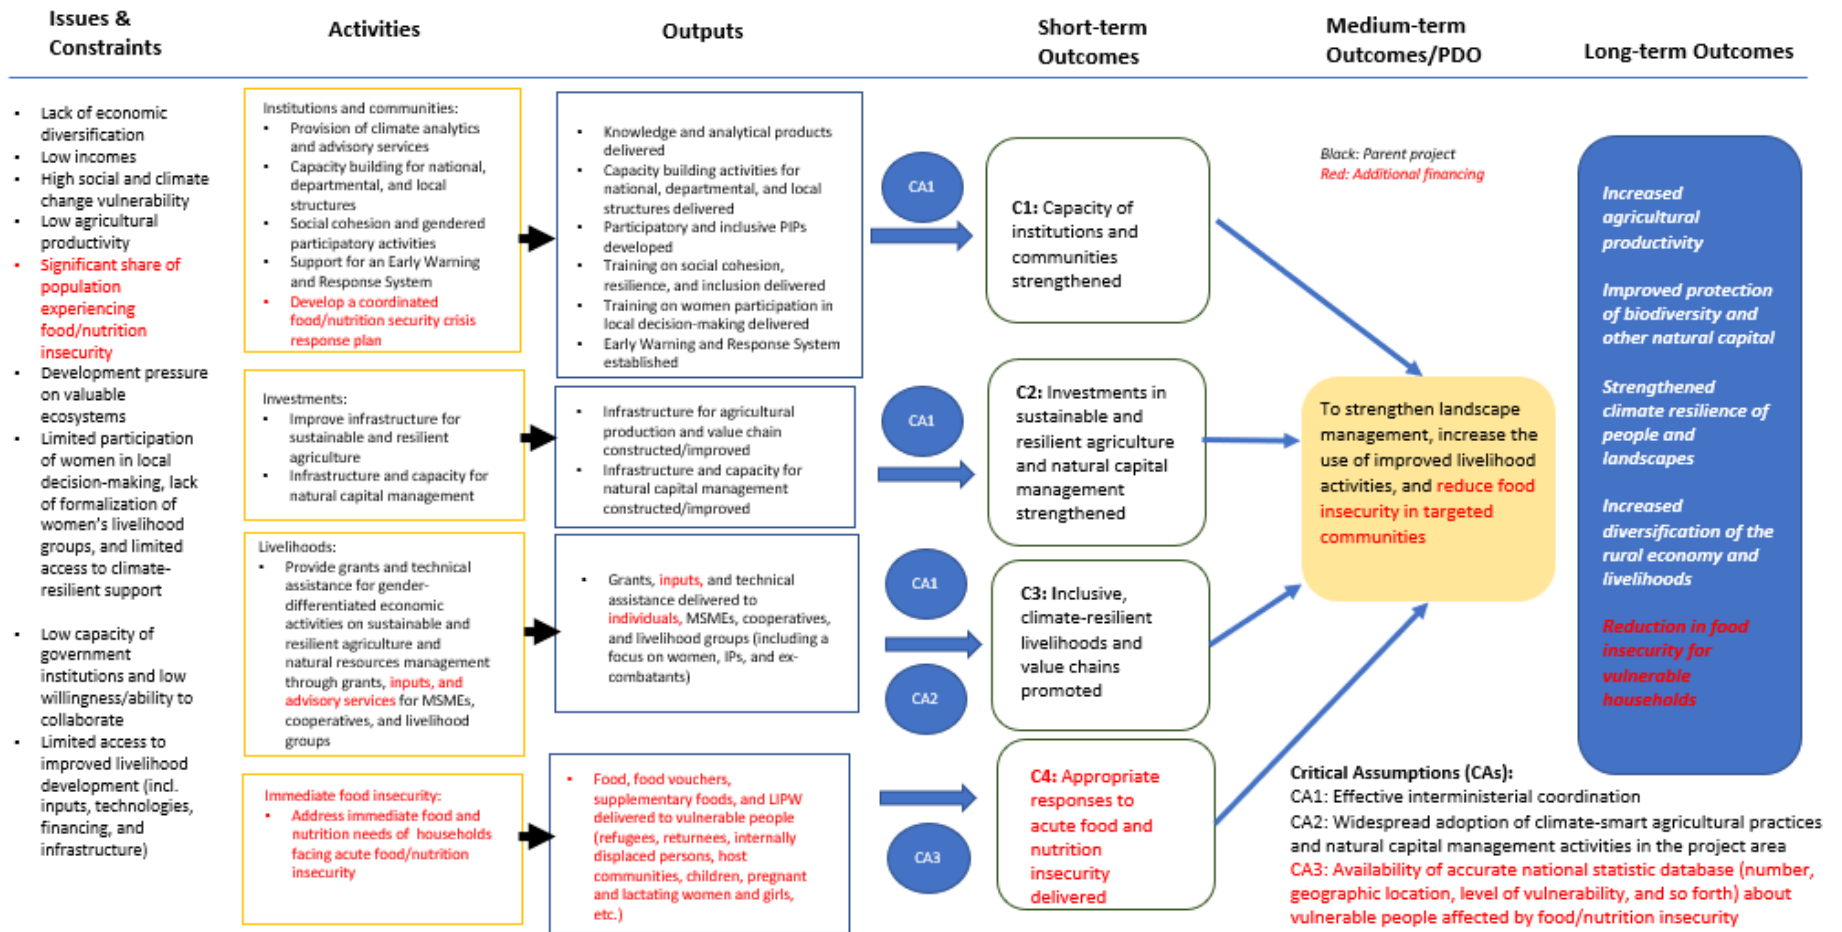 Issues &
Constraints
Activities
Outputs
Short-term
Outcomes
Medium-term
Outcomes/PDO
Long-term Outcomes
▪ Lack of economic
diversification
▪ Low incomes
▪ High social and climate
change vulnerability
▪ Low agricultural
productivity
▪ Significant share of
population
experiencing
food/nutrition
insecurity
▪ Development pressure
on valuable
ecosystems
▪ Limited participation
of women in local
decision-making, lack
of formalization of
women's livelihood
groups, and limited
access to climate-
resilient support
▪ Low capacity of
government
institutions and low
willingness/ability to
collaborate
▪ Limited access to
improved livelihood
development (incl.
inputs, technologies,
financing, and
infrastructure)
Institutions and communities:
▪ Provision of climate analytics
and advisory services
▪ Capacity building for national,
departmental, and local
structures
▪ Social cohesion and gendered
participatory activities
▪ Support for an Early Warning
and Response System
▪ Develop a coordinated
food/nutrition security crisis
response plan
Investments:
▪ Improve infrastructure for
sustainable and resilient
agriculture
▪ Infrastructure and capacity for
natural capital management
Livelihoods:
▪ Provide grants and technical
assistance for gender-
differentiated economic
activities on sustainable and
resilient agriculture and
natural resources management
through grants, inputs, and
advisory services for MSMEs,
cooperatives, and livelihood
groups
Immediate food insecurity:
▪ Address immediate food and
nutrition needs of households
facing acute food/nutrition
insecurity
▪ Knowledge and analytical products
delivered
▪ Capacity building activities for
national, departmental, and local
structures delivered
▪ Participatory and inclusive PIPs
developed
▪ Training on social cohesion,
resilience, and inclusion delivered
▪ Training on women participation in
local decision-making delivered
▪ Early Warning and Response System
established
▪ Infrastructure for agricultural
production and value chain
constructed/improved
▪ Infrastructure and capacity for
natural capital management
constructed/improved
▪ Grants, inputs, and technical
assistance delivered to
individuals, MSMEs, cooperatives,
and livelihood groups (including a
focus on women, IPs, and ex-
combatants)
▪ Food, food vouchers,
supplementary foods, and LIPW
delivered to vulnerable people
(refugees, returnees, internally
displaced persons, host
communities, children, pregnant
and lactating women and girls,
etc.)
CA1
CA1
CA1
CA2
CA3
C1: Capacity of
institutions and
communities
strengthened
C2: Investments in
sustainable and
resilient agriculture
and natural capital
management
strengthened
C3: Inclusive,
climate-resilient
livelihoods and
value chains
promoted
C4: Appropriate
responses to
acute food and
nutrition
insecurity
delivered
Black: Parent project
Red: Additional financing
To strengthen landscape
management, increase the
use of improved livelihood
activities, and reduce food
insecurity in targeted
communities
Increased
agricultural
productivity
Improved protection
of biodiversity and
other natural capital
Strengthened
climate resilience of
people and
landscapes
Increased
diversification of the
rural economy and
livelihoods
Reduction in food
insecurity for
vulnerable
households
Critical Assumptions (CAs):
CA1: Effective interministerial coordination
CA2: Widespread adoption of climate-smart agricultural practices
and natural capital management activities in the project area
CA3: Availability of accurate national statistic database (number,
geographic location, level of vulnerability, and so forth) about
vulnerable people affected by food/nutrition insecurity